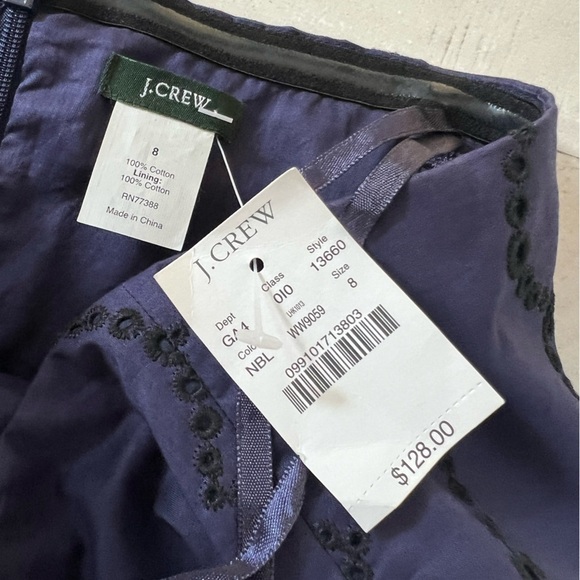 J.CREW
8
100% Cotton
Lining:
100% Cotton
RN77388
Made in China
J.CREW
Dept Class Style
GA4 0I0 13660
Color Size
NBL WW9059 8
099101713803
$128.00